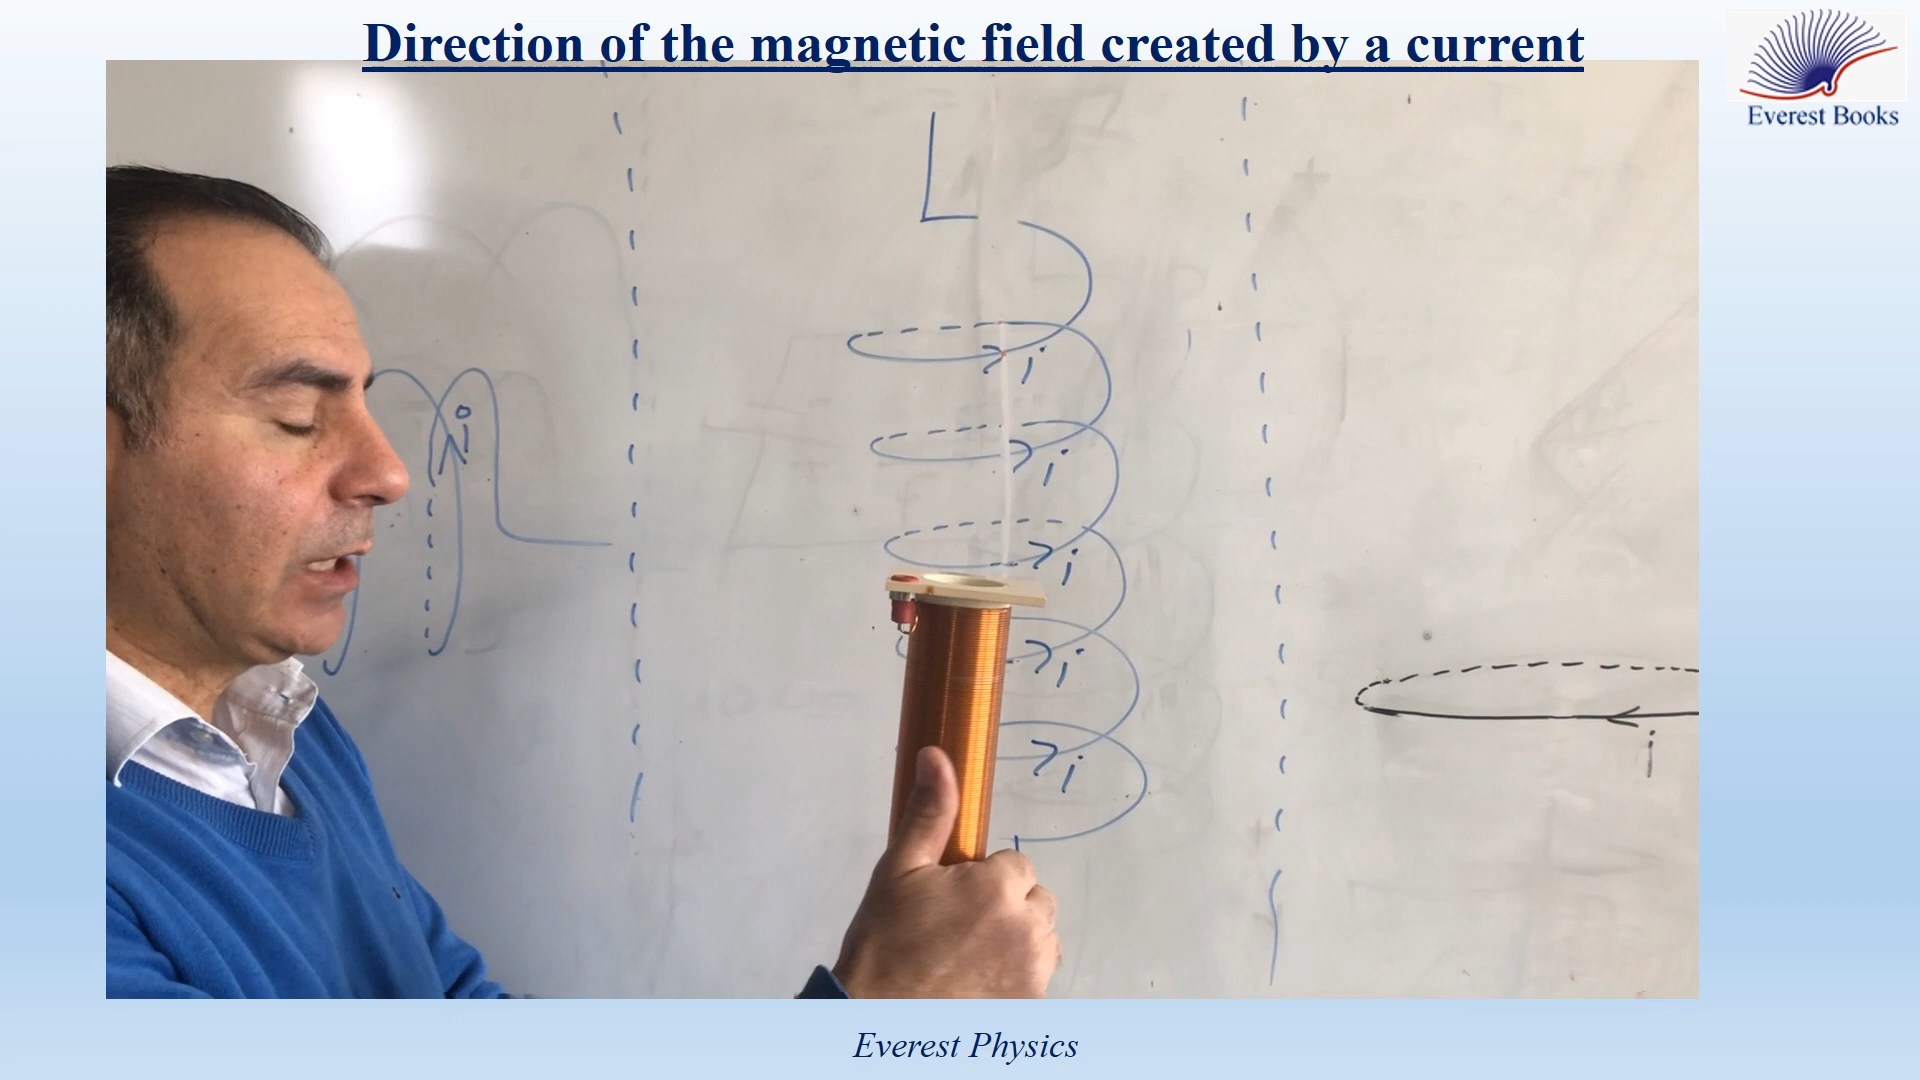 Direction of the magnetic field created by a current
Everest Books
i
i
i
i
i
i
i
Everest Physics